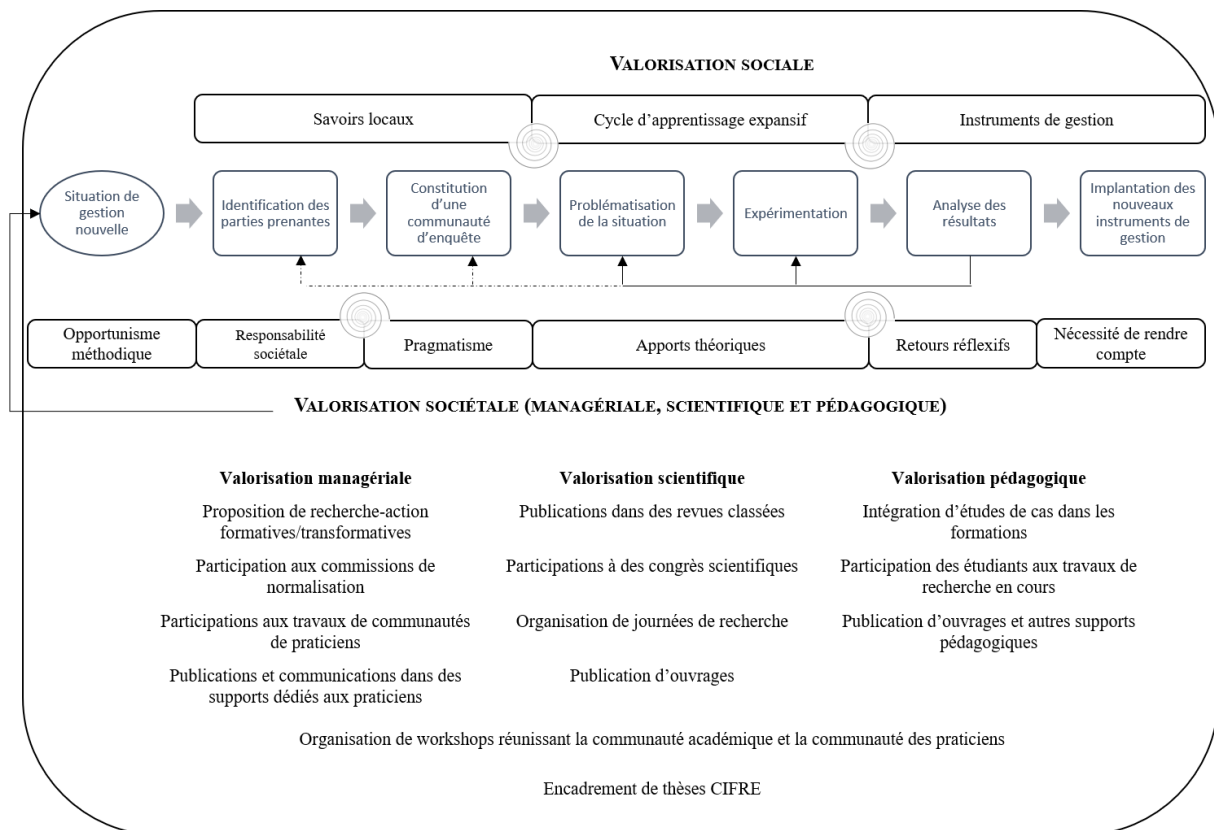 VALORISATION SOCIALE
Savoirs locaux
Cycle d’apprentissage expansif
Instruments de gestion
Situation de
gestion
nouvelle
Identification des
parties prenantes
Constitution
d’une
communauté
d’enquête
Problématisation
de la situation
Expérimentation
Analyse des
résultats
Implantation des
nouveaux
instruments de
gestion
Opportunisme
méthodique
Responsabilité
sociétale
Pragmatisme
Apports théoriques
Retours réflexifs
Nécessité de rendre
compte
VALORISATION SOCIÉTALE (MANAGÉRIALE, SCIENTIFIQUE ET PÉDAGOGIQUE)
Valorisation managériale
Proposition de recherche-action
formatives/transformatives
Participation aux commissions de
normalisation
Participations aux travaux de communautés
de praticiens
Publications et communications dans des
supports dédiés aux praticiens
Valorisation scientifique
Publications dans des revues classées
Participations à des congrès scientifiques
Organisation de journées de recherche
Publication d’ouvrages
Valorisation pédagogique
Intégration d’études de cas dans les
formations
Participation des étudiants aux travaux de
recherche en cours
Publication d’ouvrages et autres supports
pédagogiques
Organisation de workshops réunissant la communauté académique et la communauté des praticiens
Encadrement de thèses CIFRE